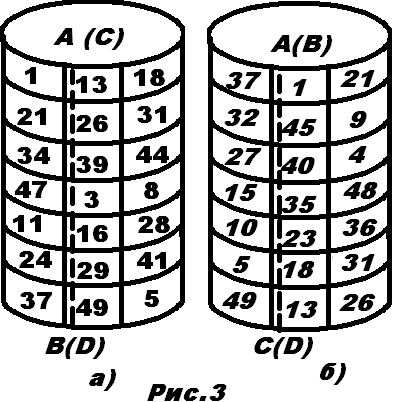 A (C) A(B)
1 13 18 37 1 21
21 26 31 32 45 9
34 39 44 27 40 4
47 3 8 15 35 48
11 16 28 10 23 36
24 29 41 5 18 31
37 49 5 49 13 26
B(D) C(D)
а) б)
Рис.3